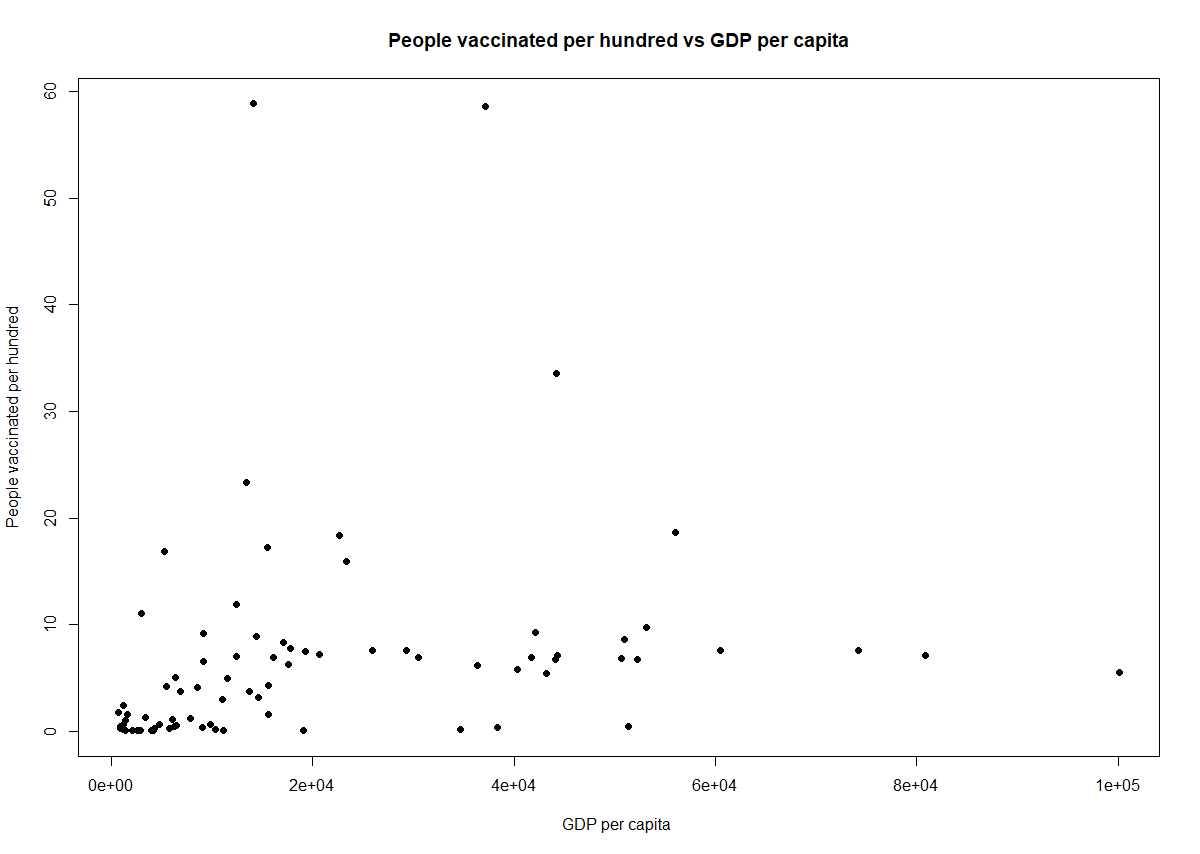 People vaccinated per hundred vs GDP per capita
People vaccinated per hundred
60
50
40
30
20
10
0
0e+00
2e+04
4e+04
6e+04
8e+04
1e+05
GDP per capita